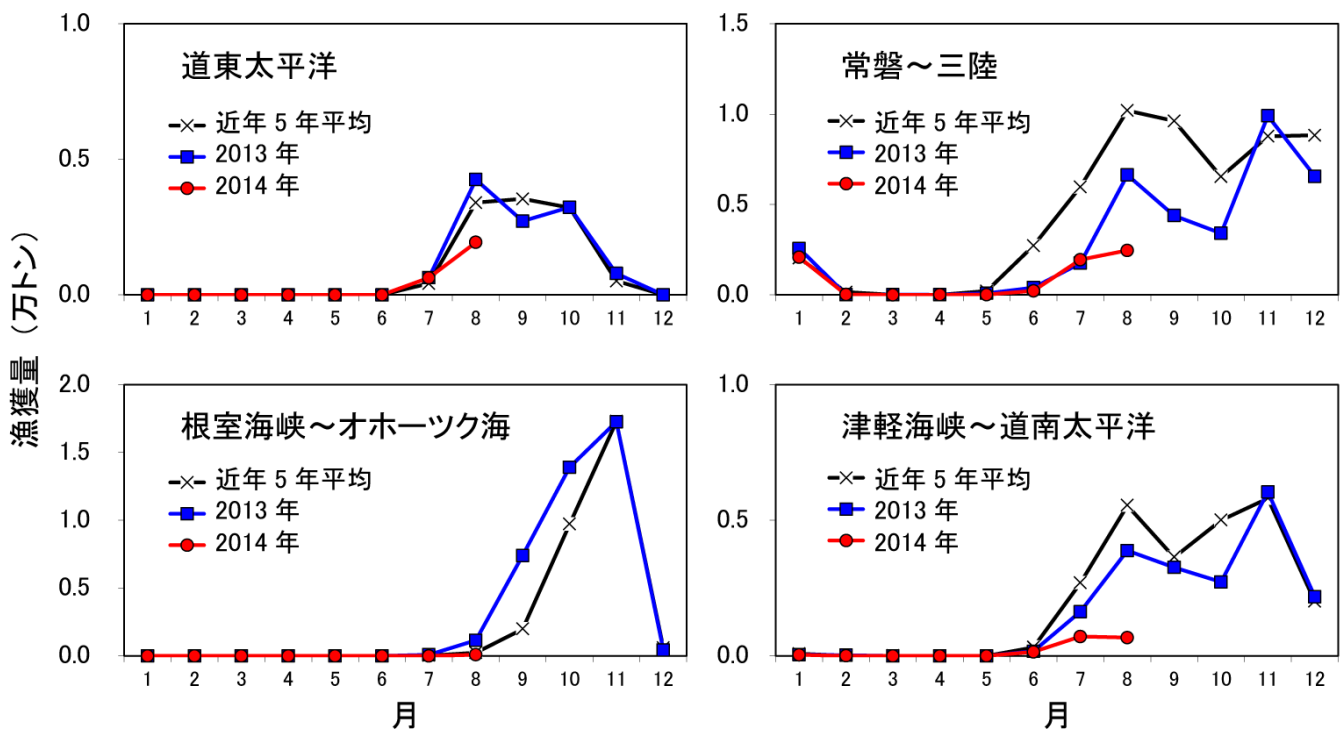 漁獲量（万トン）
1.0
0.5
0.0
道東太平洋
近年 5 年平均
2013 年
2014 年
1 2 3 4 5 6 7 8 9 10 11 12
1.5
1.0
0.5
0.0
常磐～三陸
近年 5 年平均
2013 年
2014 年
1 2 3 4 5 6 7 8 9 10 11 12
2.0
1.5
1.0
0.5
0.0
根室海峡～オホーツク海
近年 5 年平均
2013 年
2014 年
1 2 3 4 5 6 7 8 9 10 11 12
月
1.0
0.5
0.0
津軽海峡～道南太平洋
近年 5 年平均
2013 年
2014 年
1 2 3 4 5 6 7 8 9 10 11 12
月